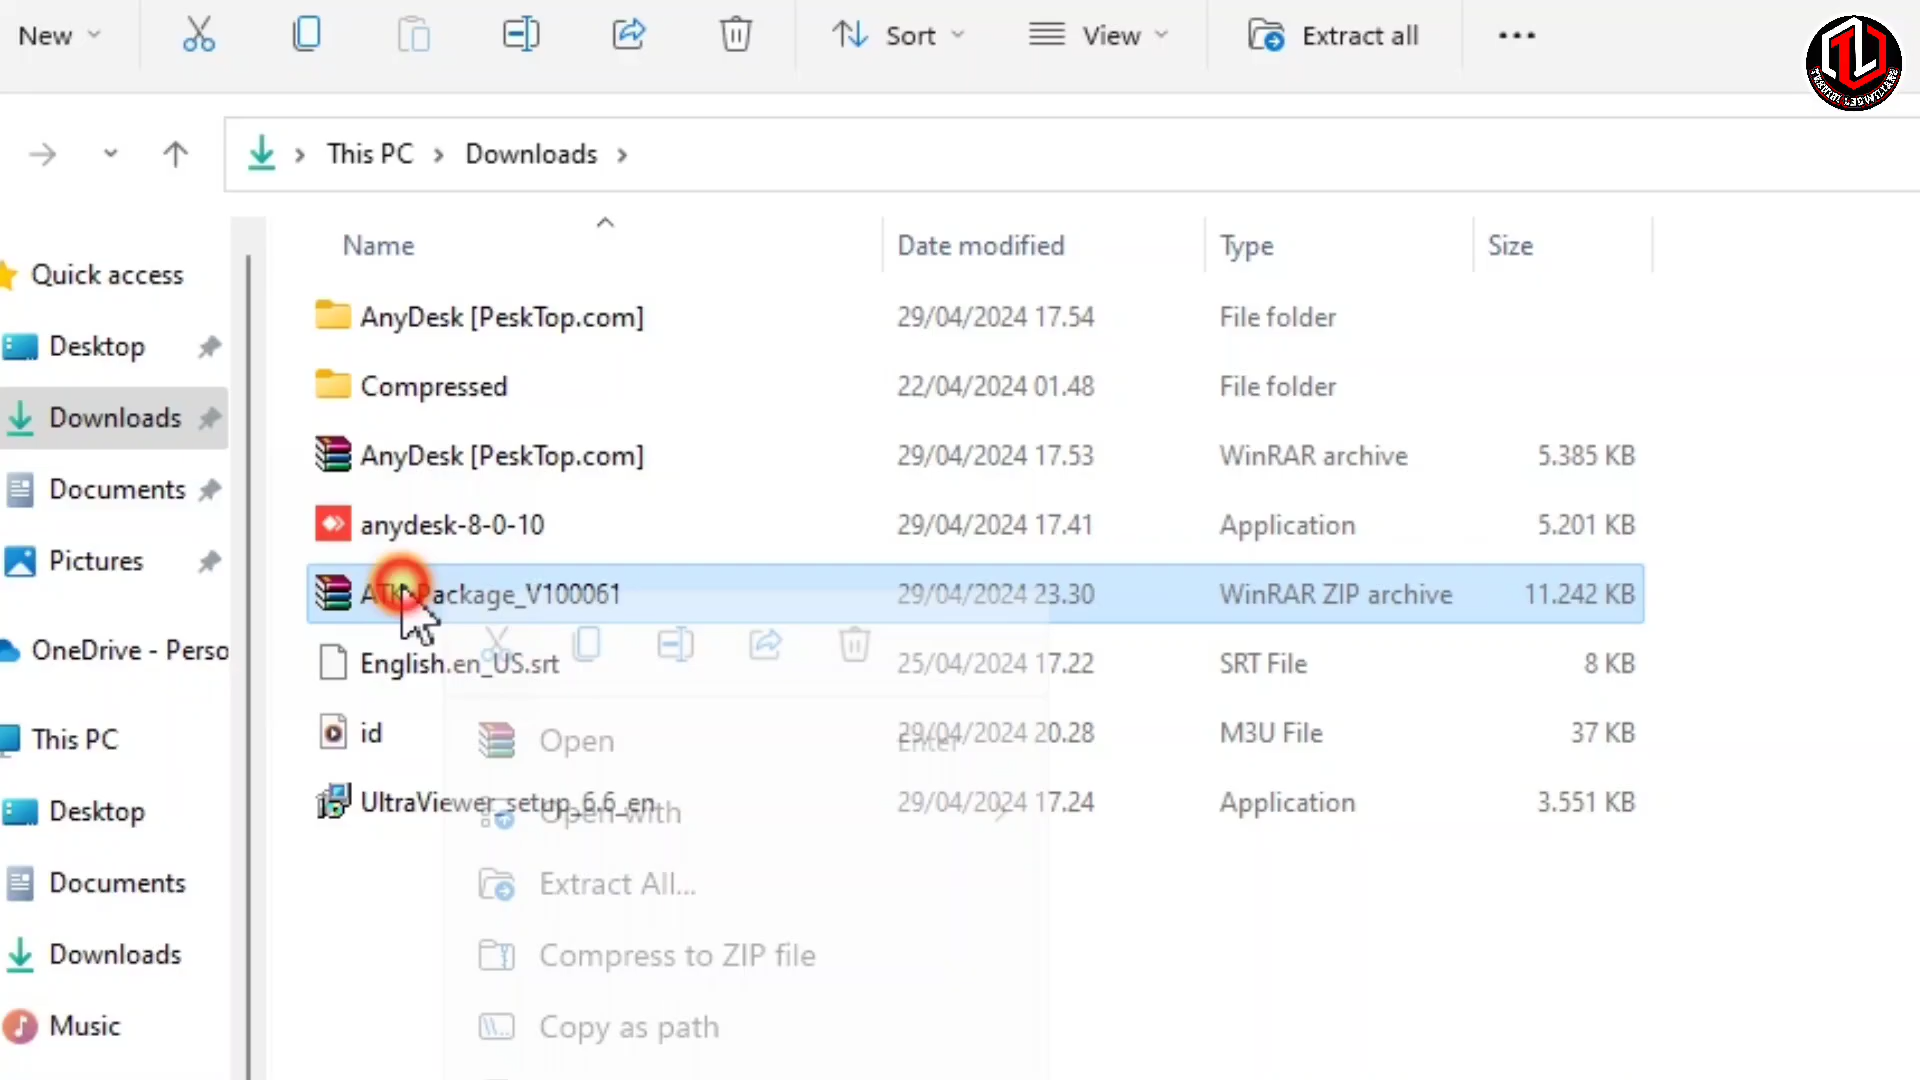 New
Sort
View
Extract all
This PC
Downloads
Name
Date modified
Type
Size
Quick access
Desktop
Downloads
Documents
Pictures
OneDrive - Perso
This PC
Desktop
Documents
Downloads
Music
AnyDesk [PeskTop.com] 29/04/2024 17.54 File folder
Compressed 22/04/2024 01.48 File folder
AnyDesk [PeskTop.com] 29/04/2024 17.53 WinRAR archive 5.385 KB
anydesk-8-0-10 29/04/2024 17.41 Application 5.201 KB
ATK_Package_V100061 29/04/2024 23.30 WinRAR ZIP archive 11.242 KB
English.en_US.srt 25/04/2024 17.22 SRT File 8 KB
id 29/04/2024 20.28 M3U File 37 KB
UltraViewer_setup_6.6_en 29/04/2024 17.24 Application 3.551 KB
Open Enter
Open with
Extract All...
Compress to ZIP file
Copy as path